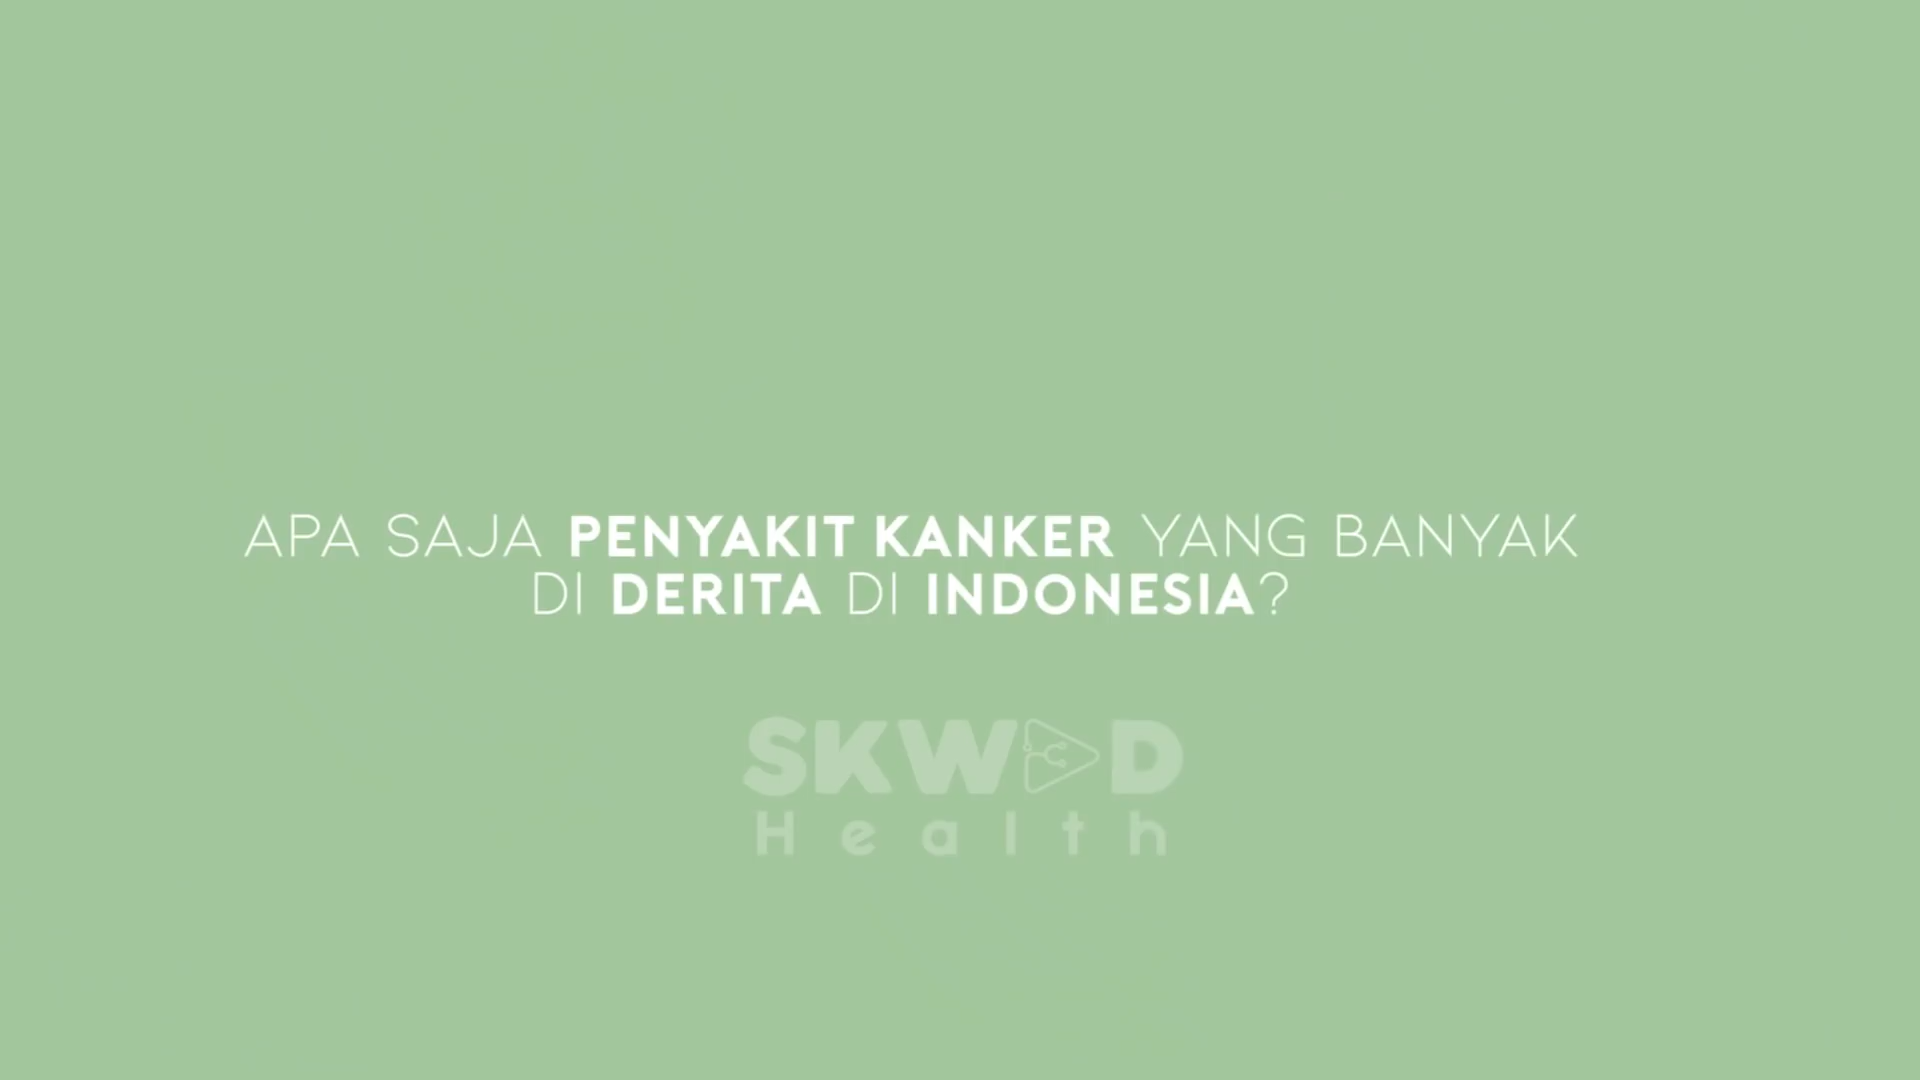 APA SAJA PENYAKIT KANKER YANG BANYAK
DI DERITA DI INDONESIA?
SKWAD
Health